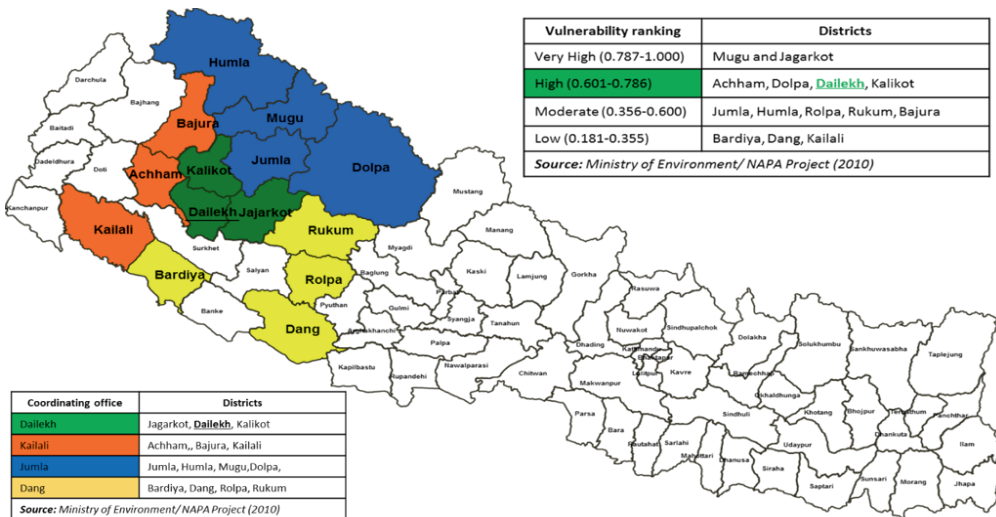 Vulnerability ranking Districts
Very High (0.787-1.000) Mugu and Jagarkot
High (0.601-0.786) Achham, Dolpa, Dailekh, Kalikot
Moderate (0.356-0.600) Jumla, Humla, Rolpa, Rukum, Bajura
Low (0.181-0.355) Bardiya, Dang, Kailali
Source: Ministry of Environment/ NAPA Project (2010)
Humla
Darchula
Bajhang
Mugu
Bajura
Baitadi
Jumla
Dolpa
Dadeldhura
Doti
Achham
Kalikot
Mustang
Kanchanpur
Dailekh
Jajarkot
Kailali
Rukum
Manang
Surkhet
Myagdi
Bardiya
Salyan
Rolpa
Baglung
Kaski
Lamjung
Gorkha
Rasuwa
Banke
Pyuthan
Gulmi
Syangja
Tanahun
Nuwakot
Sindhupalchok
Dang
Palpa
Dhading
Dolakha
Solukhumbu
Sankhuwasabha
Taplejung
Kapilbastu
Rupandehi
Nawalparasi
Chitwan
Makwanpur
Lalitpur
Kavre
Ramechhap
Okhaldhunga
Parsa
Bara
Rautahat
Sarlahi
Mahottari
Dhanusa
Sindhuli
Siraha
Udaypur
Khotang
Bhojpur
Terhathum
Panchthar
Dhankuta
Ilam
Saptari
Sunsari
Morang
Jhapa
Coordinating office Districts
Dailekh Jagarkot, Dailekh, Kalikot
Kailali Achham,, Bajura, Kailali
Jumla Jumla, Humla, Mugu,Dolpa,
Dang Bardiya, Dang, Rolpa, Rukum
Source: Ministry of Environment/ NAPA Project (2010)